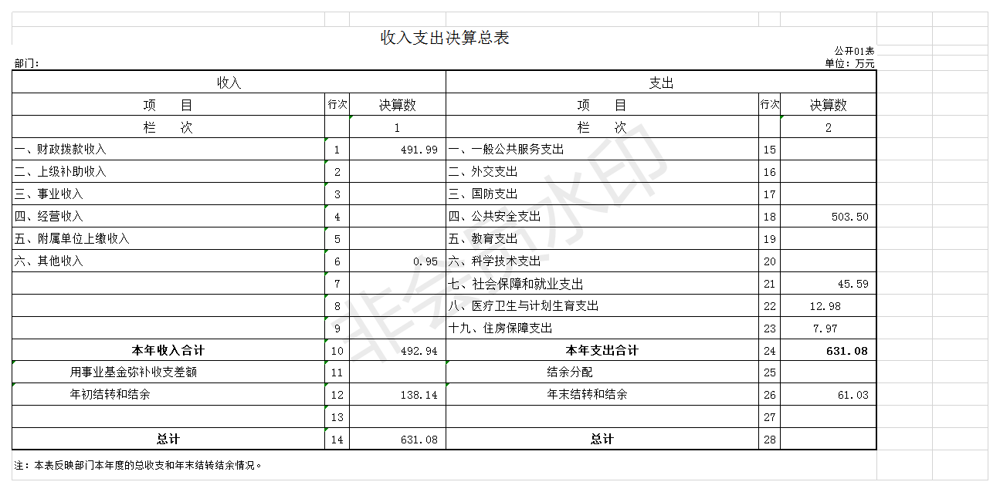 收入支出决算总表
公开01表
部门： 单位：万元
收入 支出
项 目 行次 决算数 项 目 行次 决算数
栏 次 1 栏 次 2
一、财政拨款收入 1 491.99 一、一般公共服务支出 15
二、上级补助收入 2 二、外交支出 16
三、事业收入 3 三、国防支出 17
四、经营收入 4 四、公共安全支出 18 503.50
五、附属单位上缴收入 5 五、教育支出 19
六、其他收入 6 0.95 六、科学技术支出 20
7 七、社会保障和就业支出 21 45.59
8 八、医疗卫生与计划生育支出 22 12.98
9 十九、住房保障支出 23 7.97
本年收入合计 10 492.94 本年支出合计 24 631.08
用事业基金弥补收支差额 11 结余分配 25
年初结转和结余 12 138.14 年末结转和结余 26 61.03
13 27
总计 14 631.08 总计 28
注：本表反映部门本年度的总收支和年末结转结余情况。
非会员水印